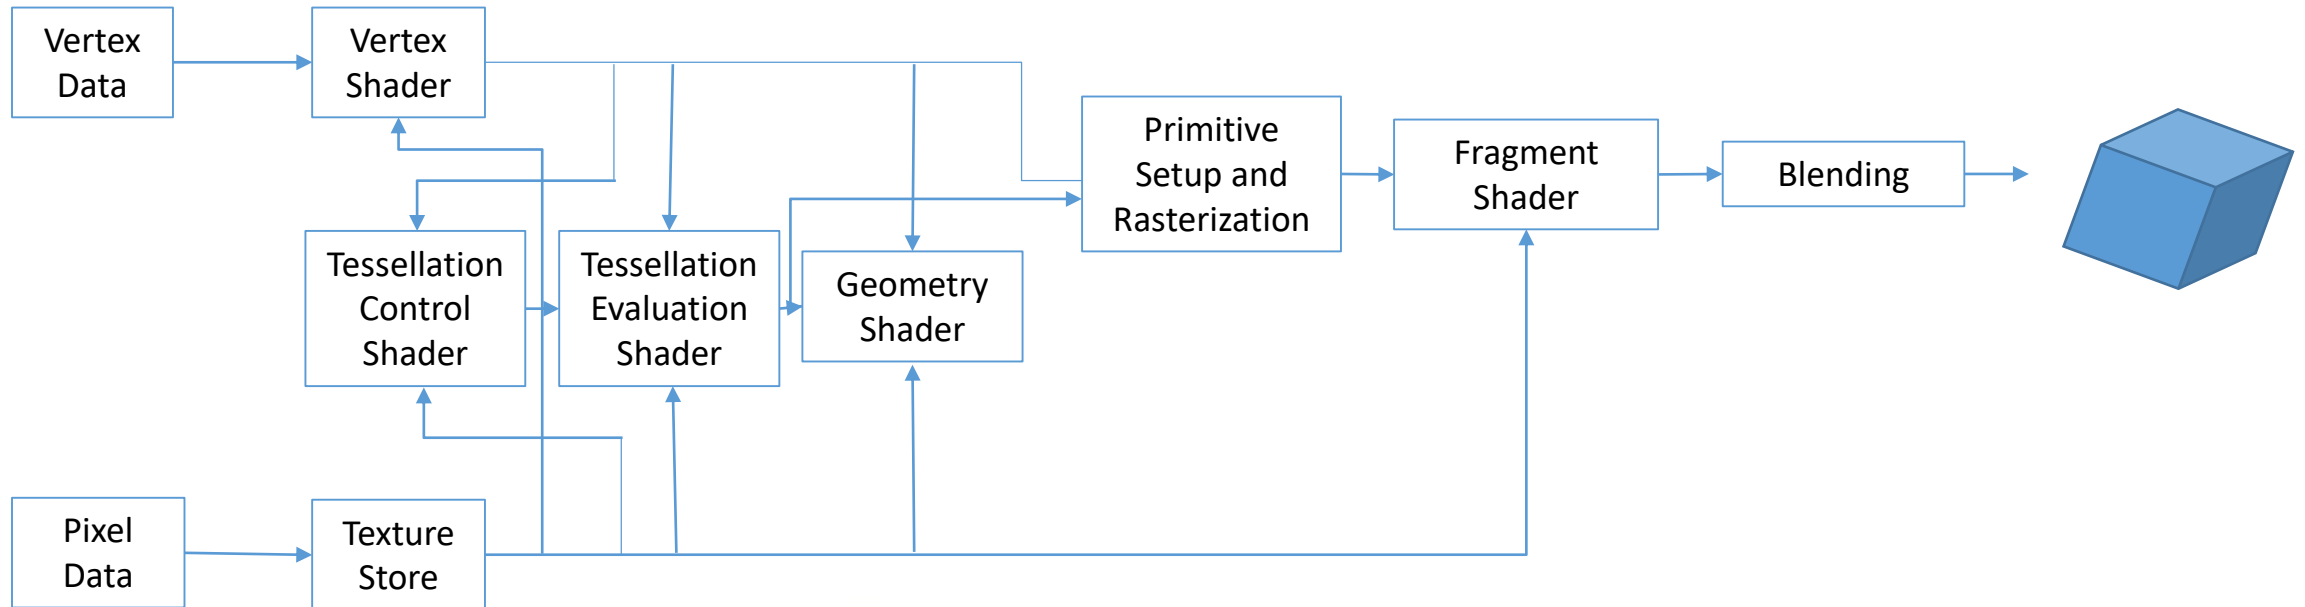 Vertex
Data
Vertex
Shader
Primitive
Setup and
Rasterization
Fragment
Shader
Blending
Tessellation
Control
Shader
Tessellation
Evaluation
Shader
Geometry
Shader
Pixel
Data
Texture
Store